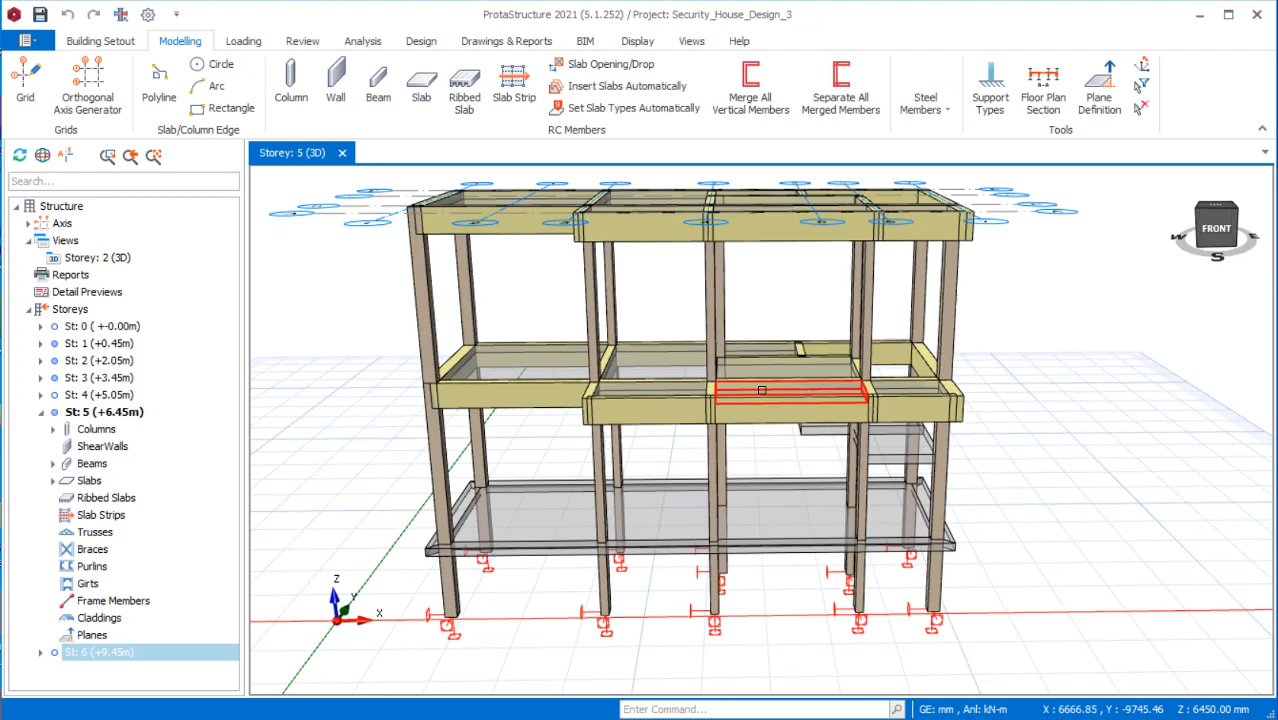 ProtaStructure 2021 (5.1.252) / Project: Security_House_Design_3
Building Setout Modelling Loading Review Analysis Design Drawings & Reports BIM Display Views Help
Grid
Orthogonal
Axis Generator
Grids
Polyline
Circle
Arc
Rectangle
Slab/Column Edge
Column
Wall
Beam
Slab
Ribbed
Slab
Slab Strip
Slab Opening/Drop
Insert Slabs Automatically
Set Slab Types Automatically
RC Members
Merge All
Vertical Members
Separate All
Merged Members
Steel
Members
Support
Types
Floor Plan
Section
Plane
Definition
Tools
Storey: 5 (3D)
Search...
Structure
Axis
Views
3D Storey: 2 (3D)
Reports
Detail Previews
Storeys
St: 0 ( +-0.00m)
St: 1 (+0.45m)
St: 2 (+2.05m)
St: 3 (+3.45m)
St: 4 (+5.05m)
St: 5 (+6.45m)
Columns
ShearWalls
Beams
Slabs
Ribbed Slabs
Slab Strips
Trusses
Braces
Purlins
Girts
Frame Members
Claddings
Planes
St: 6 (+9.45m)
FRONT
W
E
S
Z
Y
X
Enter Command...
GE: mm , Anl: kN-m
X : 6666.85, Y : -9745.46
Z : 6450.00 mm